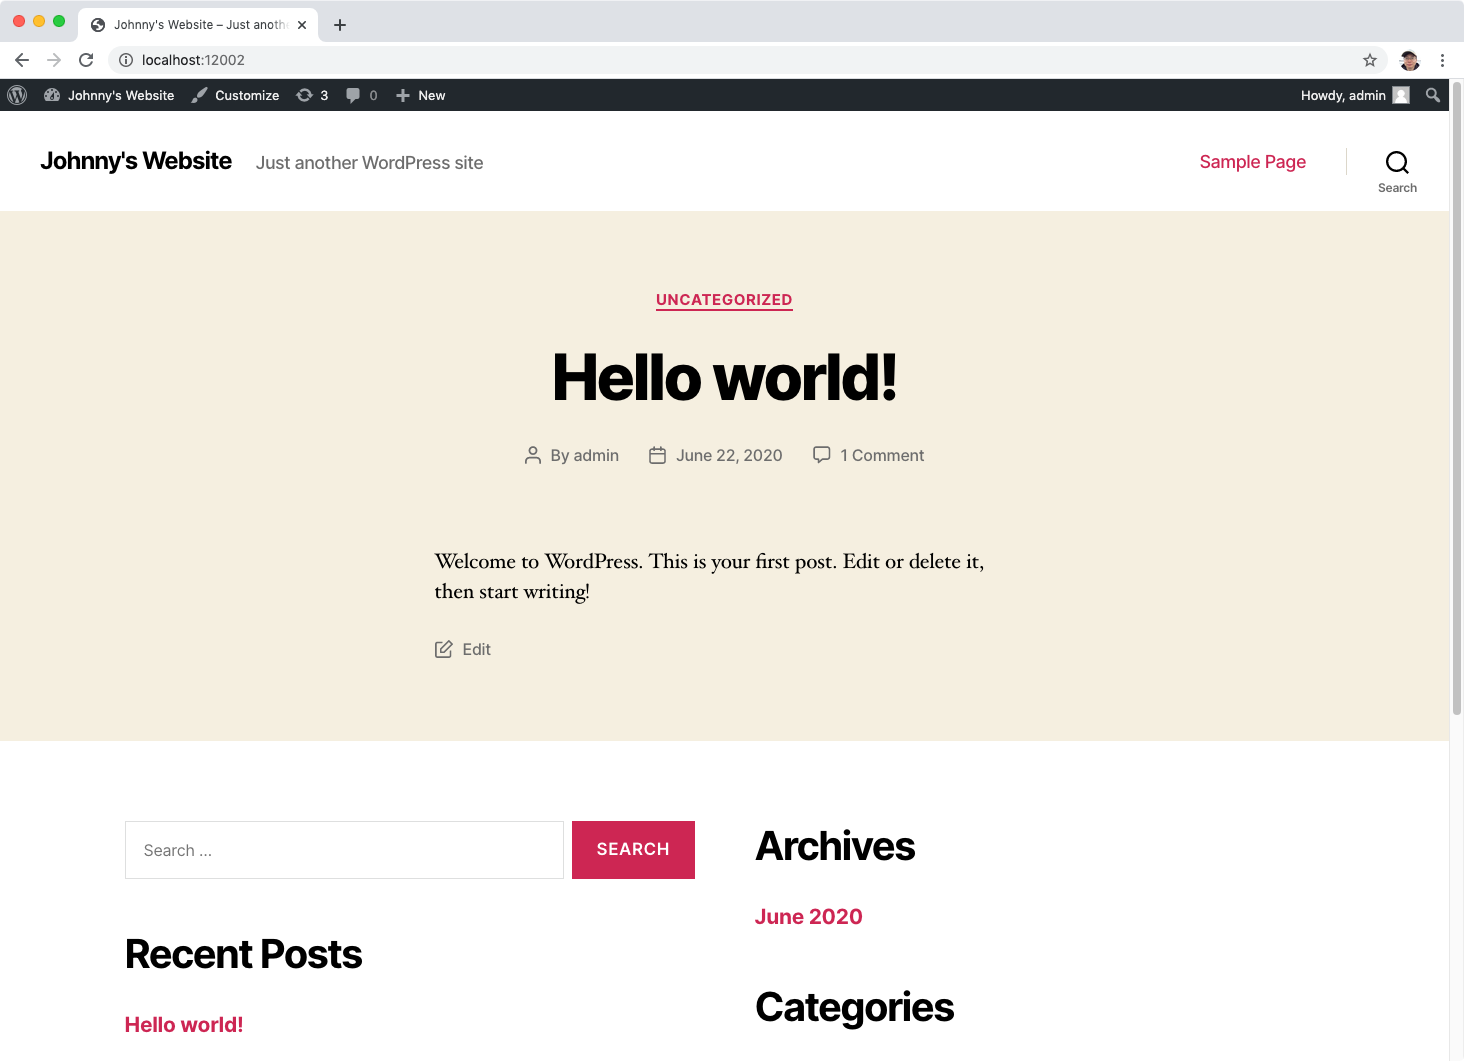 Johnny's Website – Just anoth
localhost:12002
Johnny's Website Customize 3 0 New Howdy, admin
Johnny's Website Just another WordPress site Sample Page
Search
UNCATEGORIZED
Hello world!
By admin June 22, 2020 1 Comment
Welcome to WordPress. This is your first post. Edit or delete it,
then start writing!
Edit
Search ... SEARCH
Recent Posts
Hello world!
Archives
June 2020
Categories